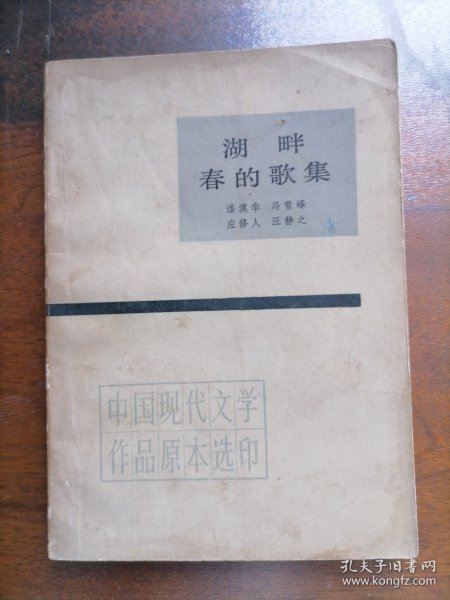 湖畔
春的歌集
潘漠华 冯雪峰
应修人 汪静之
中国现代文学
作品原本选印
孔夫子旧书网
www.kongfz.com